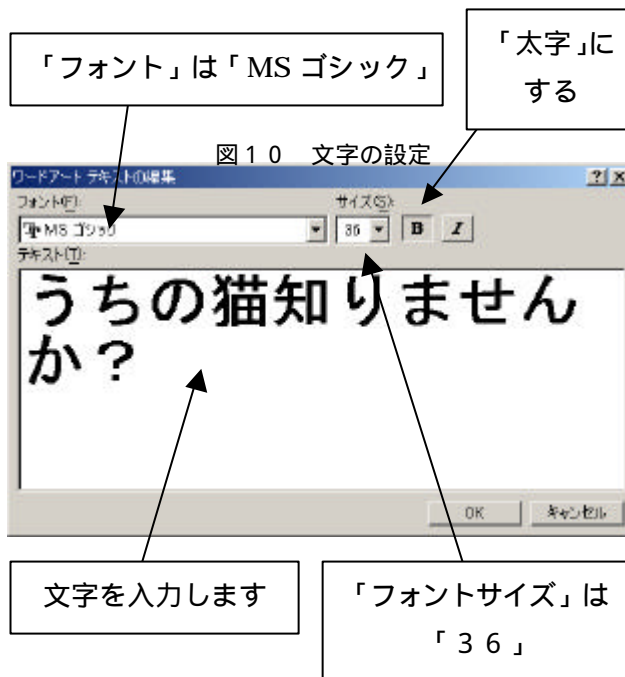 「フォント」は「MS ゴシック」
「太字」に
する
図10 文字の設定
ワードアート テキストの編集
フォント(F):
サイズ(S):
MS ゴシック
36
B
I
テキスト(T):
うちの猫知りません
か？
OK
キャンセル
文字を入力します
「フォントサイズ」は
「３６」